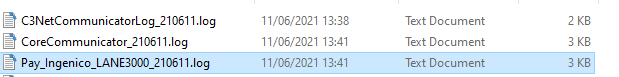 C3NetCommunicatorLog_210611.log 11/06/2021 13:38 Text Document 2 KB
CoreCommunicator_210611.log 11/06/2021 13:41 Text Document 3 KB
Pay_Ingenico_LANE3000_210611.log 11/06/2021 13:41 Text Document 3 KB